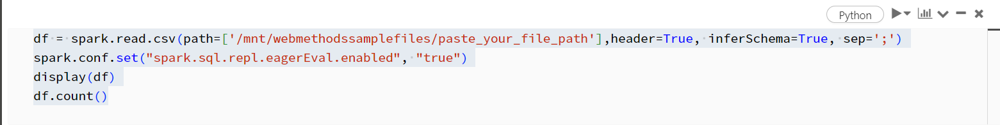 Python
df = spark.read.csv(path=['/mnt/webmethodssamplefiles/paste_your_file_path'],header=True, inferSchema=True, sep=';')
spark.conf.set("spark.sql.repl.eagerEval.enabled", "true")
display(df)
df.count()